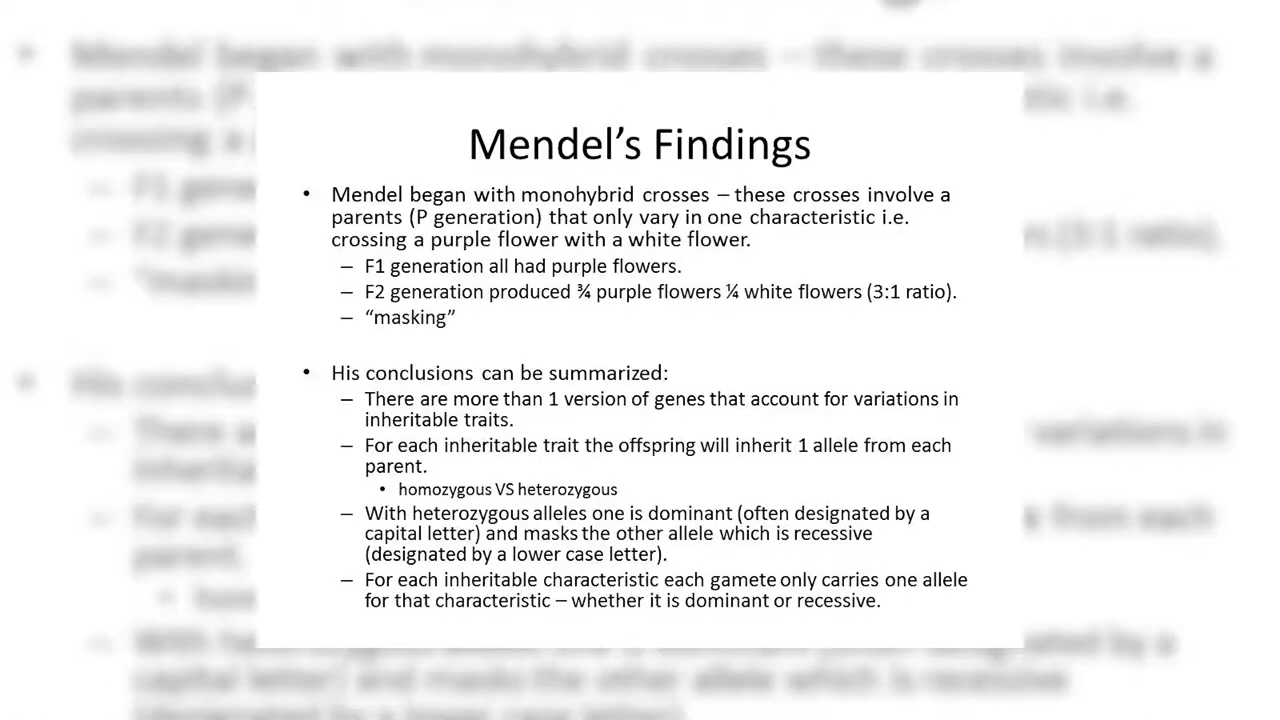 Mendel’s Findings
• Mendel began with monohybrid crosses – these crosses involve a
parents (P generation) that only vary in one characteristic i.e.
crossing a purple flower with a white flower.
– F1 generation all had purple flowers.
– F2 generation produced ¾ purple flowers ¼ white flowers (3:1 ratio).
– “masking”
• His conclusions can be summarized:
– There are more than 1 version of genes that account for variations in
inheritable traits.
– For each inheritable trait the offspring will inherit 1 allele from each
parent.
• homozygous VS heterozygous
– With heterozygous alleles one is dominant (often designated by a
capital letter) and masks the other allele which is recessive
(designated by a lower case letter).
– For each inheritable characteristic each gamete only carries one allele
for that characteristic – whether it is dominant or recessive.